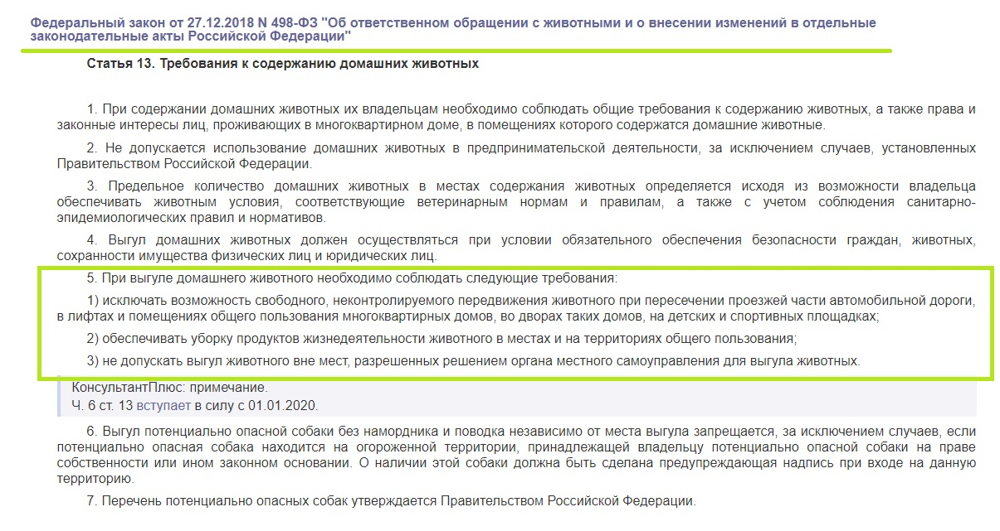 Федеральный закон от 27.12.2018 N 498-ФЗ "Об ответственном обращении с животными и о внесении изменений в отдельные
законодательные акты Российской Федерации"
Статья 13. Требования к содержанию домашних животных
1. При содержании домашних животных их владельцам необходимо соблюдать общие требования к содержанию животных, а также права и
законные интересы лиц, проживающих в многоквартирном доме, в помещениях которого содержатся домашние животные.
2. Не допускается использование домашних животных в предпринимательской деятельности, за исключением случаев, установленных
Правительством Российской Федерации.
3. Предельное количество домашних животных в местах содержания животных определяется исходя из возможности владельца
обеспечивать животным условия, соответствующие ветеринарным нормам и правилам, а также с учетом соблюдения санитарно-
эпидемиологических правил и нормативов.
4. Выгул домашних животных должен осуществляться при условии обязательного обеспечения безопасности граждан, животных,
сохранности имущества физических лиц и юридических лиц.
5. При выгуле домашнего животного необходимо соблюдать следующие требования:
1) исключать возможность свободного, неконтролируемого передвижения животного при пересечении проезжей части автомобильной дороги,
в лифтах и помещениях общего пользования многоквартирных домов, во дворах таких домов, на детских и спортивных площадках;
2) обеспечивать уборку продуктов жизнедеятельности животного в местах и на территориях общего пользования;
3) не допускать выгул животного вне мест, разрешенных решением органа местного самоуправления для выгула животных.
КонсультантПлюс: примечание.
Ч. 6 ст. 13 вступает в силу с 01.01.2020.
6. Выгул потенциально опасной собаки без намордника и поводка независимо от места выгула запрещается, за исключением случаев, если
потенциально опасная собака находится на огороженной территории, принадлежащей владельцу потенциально опасной собаки на праве
собственности или ином законном основании. О наличии этой собаки должна быть сделана предупреждающая надпись при входе на данную
территорию.
7. Перечень потенциально опасных собак утверждается Правительством Российской Федерации.